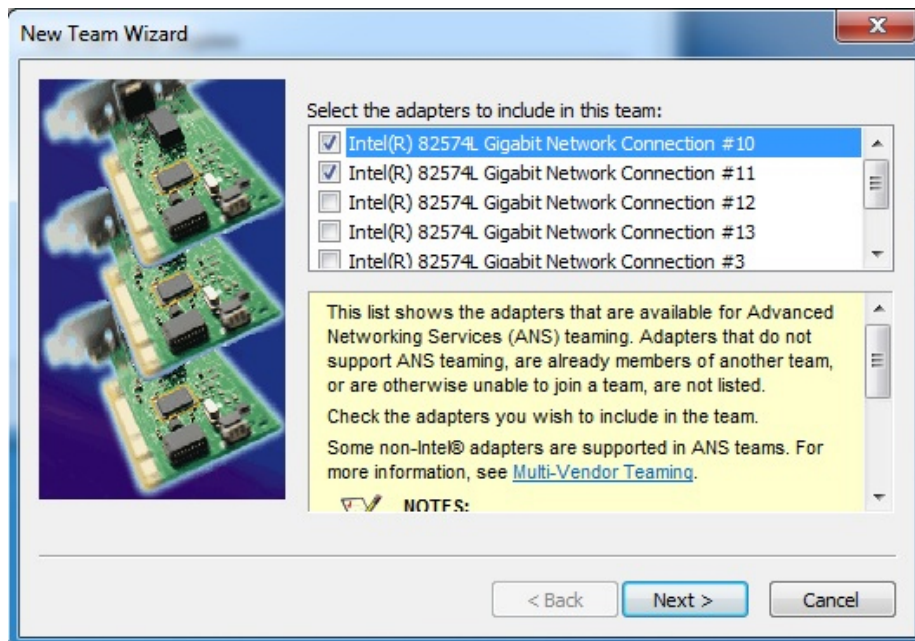 New Team Wizard
Select the adapters to include in this team:
Intel(R) 82574L Gigabit Network Connection #10
Intel(R) 82574L Gigabit Network Connection #11
Intel(R) 82574L Gigabit Network Connection #12
Intel(R) 82574L Gigabit Network Connection #13
Intel(R) 82574L Gigabit Network Connection #3
This list shows the adapters that are available for Advanced
Networking Services (ANS) teaming. Adapters that do not
support ANS teaming, are already members of another team,
or are otherwise unable to join a team, are not listed.
Check the adapters you wish to include in the team.
Some non-Intel® adapters are supported in ANS teams. For
more information, see Multi-Vendor Teaming.
NOTES:
< Back
Next >
Cancel